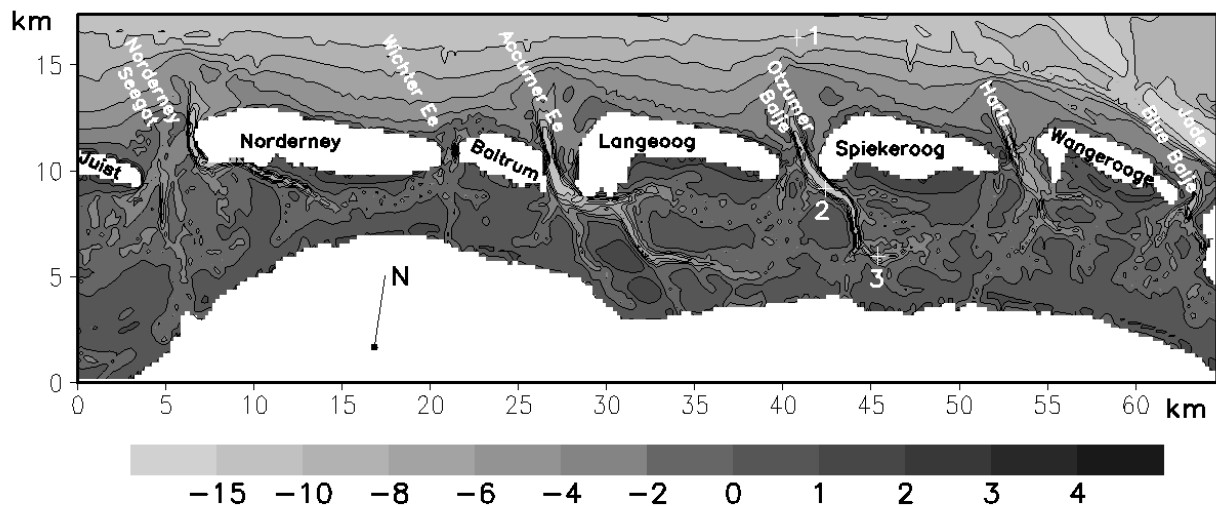 km
15
10
5
0
Norderney
Seegat
Wichter Ee
Accumer Ee
Otzumer
Balje
1
Harle
Blue Balje
Jade
Juist
Norderney
Baltrum
Langeoog
Spiekeroog
Wangerooge
2
3
N
0 5 10 15 20 25 30 35 40 45 50 55 60 km
−15 −10 −8 −6 −4 −2 0 1 2 3 4